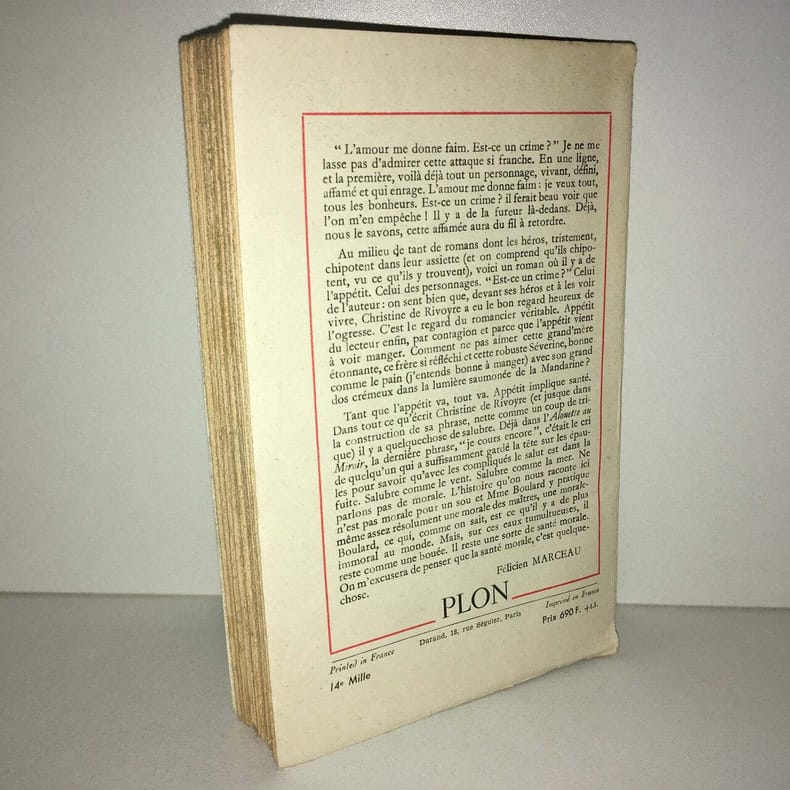 “ L'amour me donne faim. Est-ce un crime ? ” Je ne me
lasse pas d'admirer cette attaque si franche. En une ligne,
et la première, voilà déjà tout un personnage, vivant, défini,
affamé et qui enrage. L'amour me donne faim : je veux tout,
tous les bonheurs. Est-ce un crime ? il ferait beau voir que
l'on m'en empêche ! Il y a de la fureur là-dedans. Déjà,
nous le savons, cette affamée aura du fil à retordre.
Au milieu de tant de romans dont les héros, tristement,
chipotent dans leur assiette (et on comprend qu'ils chipo-
tent, vu ce qu'ils y trouvent), voici un roman où il y a de
l'appétit. Celui des personnages. “Est-ce un crime ?” Celui
de l'auteur : on sent bien que, devant ses héros et à les voir
vivre, Christine de Rivoyre a eu le bon regard heureux de
l'ogresse. C'est le regard du romancier véritable. Appétit
du lecteur enfin, par contagion et parce que l'appétit vient
à voir manger. Comment ne pas aimer cette grand'mère
étonnante, ce frère si réfléchi et cette robuste Séverine, bonne
comme le pain (j'entends bonne à manger) avec son grand
dos crémeux dans la lumière saumonée de la Mandarine ?
Tant que l'appétit va, tout va. Appétit implique santé.
Dans tout ce qu'écrit Christine de Rivoyre (et jusque dans
la construction de sa phrase, nette comme un coup de tri-
que) il y a quelquechose de salubre. Déjà dans l'Alouette au
Miroir, la dernière phrase, “je cours encore”, c'était le cri
de quelqu'un qui a suffisamment gardé la tête sur les épau-
les pour savoir qu'avec les compliqués le salut est dans la
fuite. Salubre comme le vent. Salubre comme la mer. Ne
parlons pas de morale. L'histoire qu'on nous raconte ici
n'est pas morale pour un sou et Mme Boulard y pratique
même assez résolument une morale des maîtres, une morale-
Boulard, ce qui, comme on sait, est ce qu'il y a de plus
immoral au monde. Mais, sur ces eaux tumultueuses, il
reste comme une bouée. Il reste une sorte de santé morale.
On m'excusera de penser que la santé morale, c'est quelque-
chose.
Félicien MARCEAU
PLON
Printed in France
Durand, 18, rue Séguier, Paris
Imprimé en France
14e Mille
Prix 690 F. +t.l.